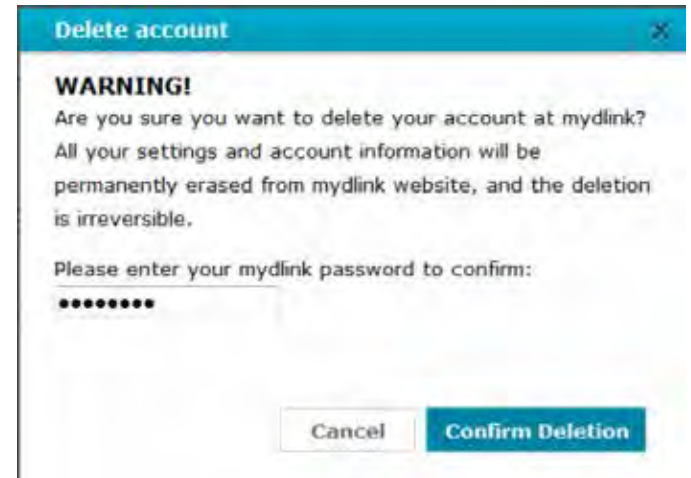 Delete account
WARNING!
Are you sure you want to delete your account at mydlink?
All your settings and account information will be
permanently erased from mydlink website, and the deletion
is irreversible.
Please enter your mydlink password to confirm:
••••••••
Cancel Confirm Deletion